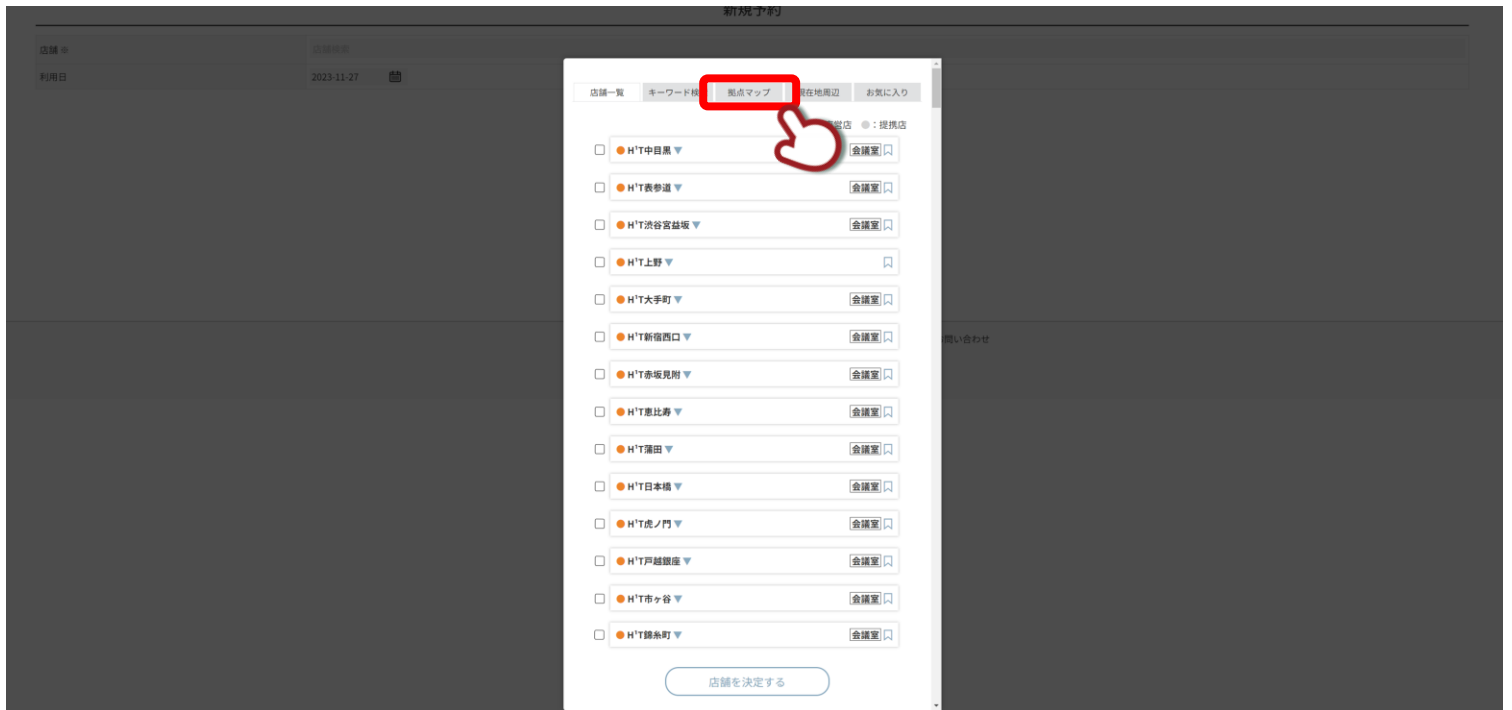 新規予約
店舗 ※
店舗検索
利用日 2023-11-27
店舗一覧 キーワード検 拠点マップ 現在地周辺 お気に入り
営店 ●：提携店
H¹T中目黒▼ 会議室
H¹T表参道▼ 会議室
H¹T渋谷宮益坂▼ 会議室
H¹T上野▼
H¹T大手町▼ 会議室
H¹T新宿西口▼ 会議室
問い合わせ
H¹T赤坂見附▼ 会議室
H¹T恵比寿▼ 会議室
H¹T蒲田▼ 会議室
H¹T日本橋▼ 会議室
H¹T虎ノ門▼ 会議室
H¹T戸越銀座▼ 会議室
H¹T市ヶ谷▼ 会議室
H¹T錦糸町▼ 会議室
店舗を決定する